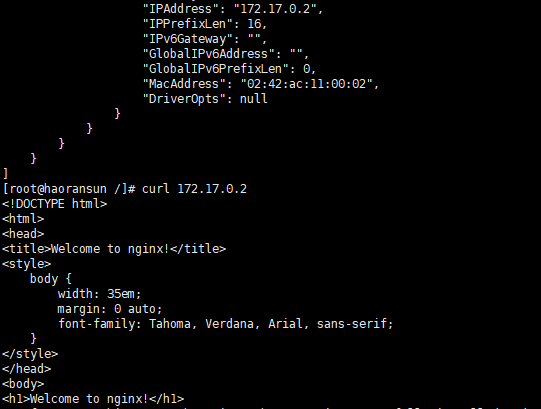 "IPAddress": "172.17.0.2",
"IPPrefixLen": 16,
"IPv6Gateway": "",
"GlobalIPv6Address": "",
"GlobalIPv6PrefixLen": 0,
"MacAddress": "02:42:ac:11:00:02",
"DriverOpts": null
}
}
}
}
]
[root@haoransun /]# curl 172.17.0.2
<!DOCTYPE html>
<html>
<head>
<title>Welcome to nginx!</title>
<style>
body {
width: 35em;
margin: 0 auto;
font-family: Tahoma, Verdana, Arial, sans-serif;
}
</style>
</head>
<body>
<h1>Welcome to nginx!</h1>